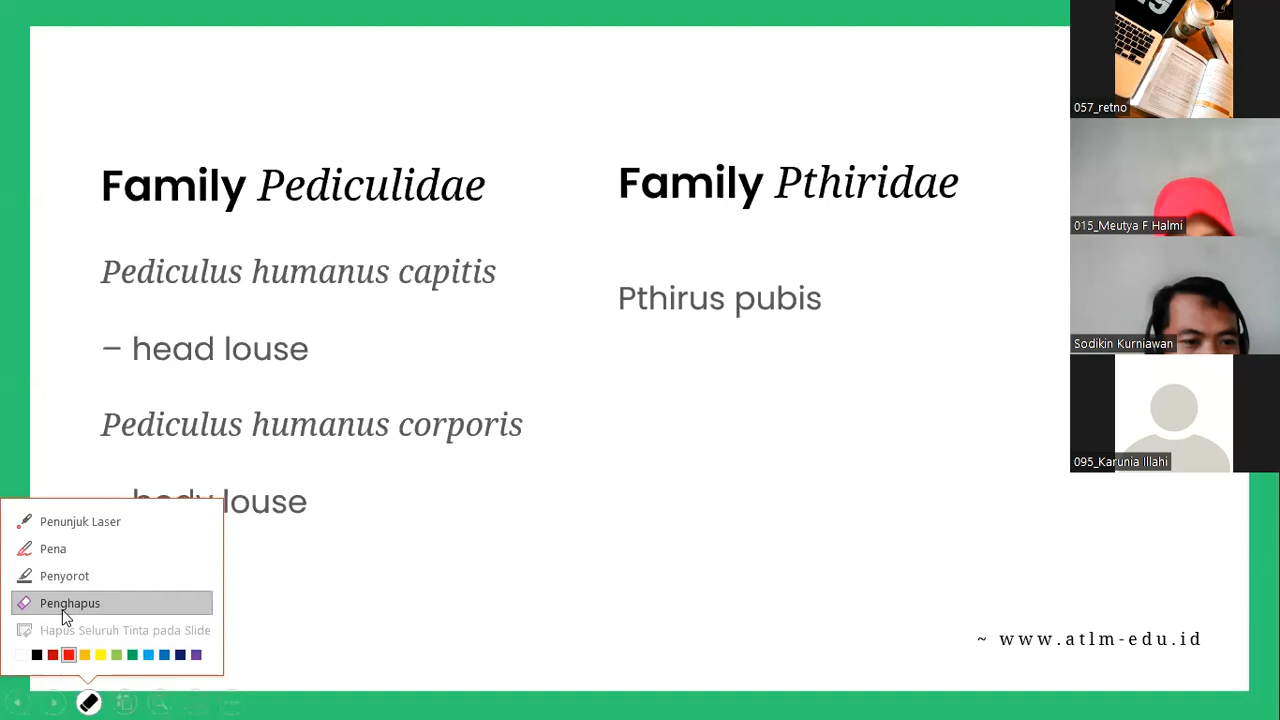 Family Pediculidae
Pediculus humanus capitis
– head louse
Pediculus humanus corporis
– body louse
Family Pthiridae
Pthirus pubis
~ www.atlm-edu.id
Penunjuk Laser
Pena
Penyorot
Penghapus
Hapus Seluruh Tinta pada Slide
057_retno
015_Meutya F Halmi
Sodikin Kurniawan
095_Karunia Illahi